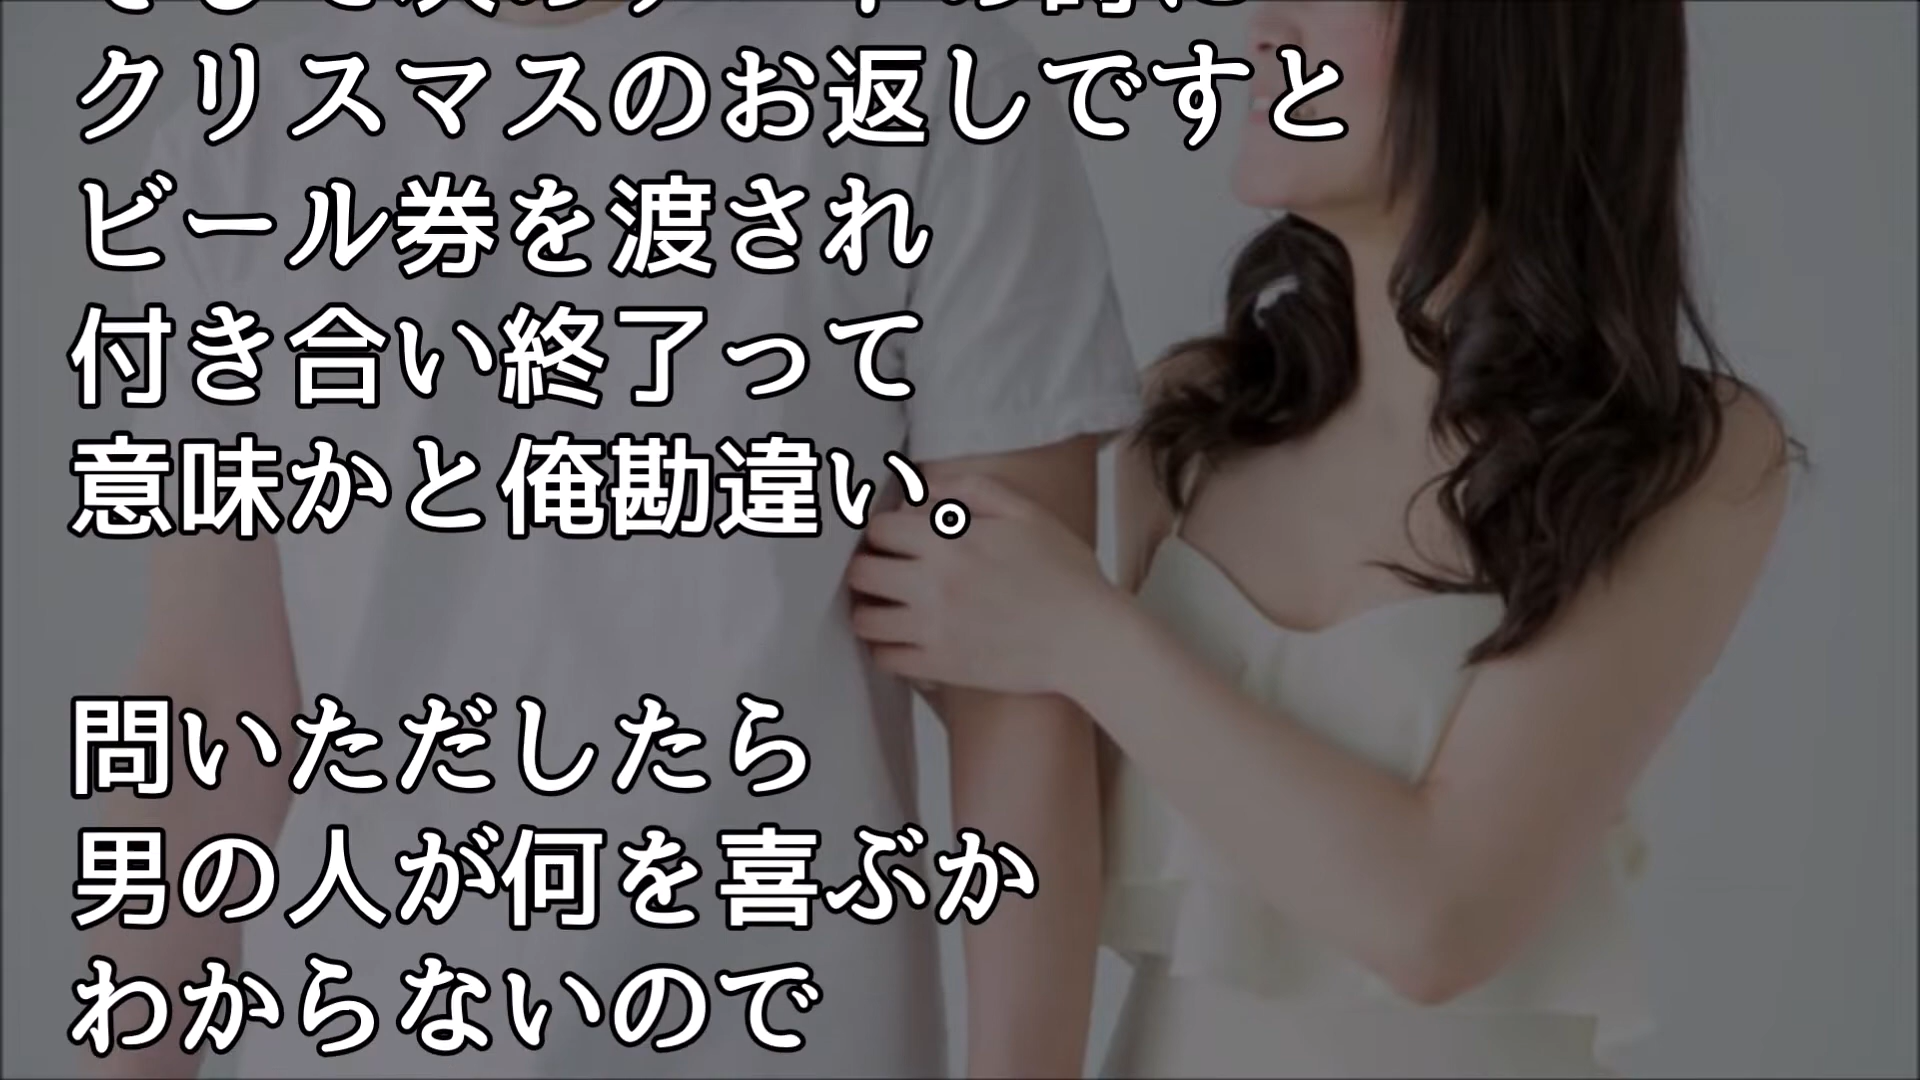 クリスマスのお返しですと
ビール券を渡され
付き合い終了って
意味かと俺勘違い。
問いただしたら
男の人が何を喜ぶか
わからないので